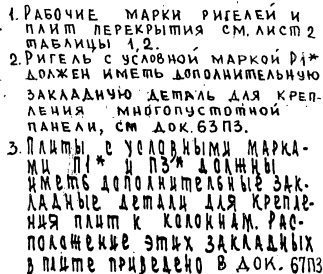 1. РАБОЧИЕ МАРКИ РИГЕЛЕЙ И
ПЛИТ ПЕРЕКРЫТИЯ СМ. ЛИСТ 2
ТАБЛИЦЫ 1, 2.
2. РИГЕЛЬ С УСЛОВНОЙ МАРКОЙ Р1*
ДОЛЖЕН ИМЕТЬ ДОПОЛНИТЕЛЬНУЮ
ЗАКЛАДНУЮ ДЕТАЛЬ ДЛЯ КРЕП-
ЛЕНИЯ МНОГОПУСТОТНОЙ
ПАНЕЛИ, СМ ДОК. 63ПЗ.
3. ПЛИТЫ С УСЛОВНЫМИ МАРКА-
МИ П1* И П3* ДОЛЖНЫ
ИМЕТЬ ДОПОЛНИТЕЛЬНЫЕ ЗАК-
ЛАДНЫЕ ДЕТАЛИ ДЛЯ КРЕПЛЕ-
НИЯ ПЛИТ К КОЛОННАМ. РАС-
ПОЛОЖЕНИЕ ЭТИХ ЗАКЛАДНЫХ
В ПЛИТЕ ПРИВЕДЕНО В ДОК. 67ПЗ